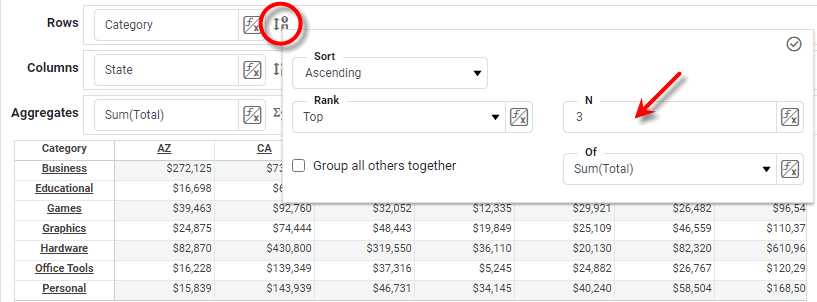 Rows Category
Sort
Ascending
Columns State
Rank
Top
N
3
Aggregates Sum(Total)
Group all others together
Of
Sum(Total)
Category AZ CA
Business $272,125
Educational $16,698
Games $39,463 $92,760 $32,052 $12,335 $29,921 $26,482 $96,54
Graphics $24,875 $74,444 $48,443 $19,849 $25,109 $46,559 $110,37
Hardware $82,870 $430,800 $319,550 $36,110 $20,130 $82,320 $610,96
Office Tools $16,228 $139,349 $37,316 $5,245 $24,882 $26,767 $120,29
Personal $15,839 $143,939 $46,731 $34,145 $40,240 $58,504 $168,50